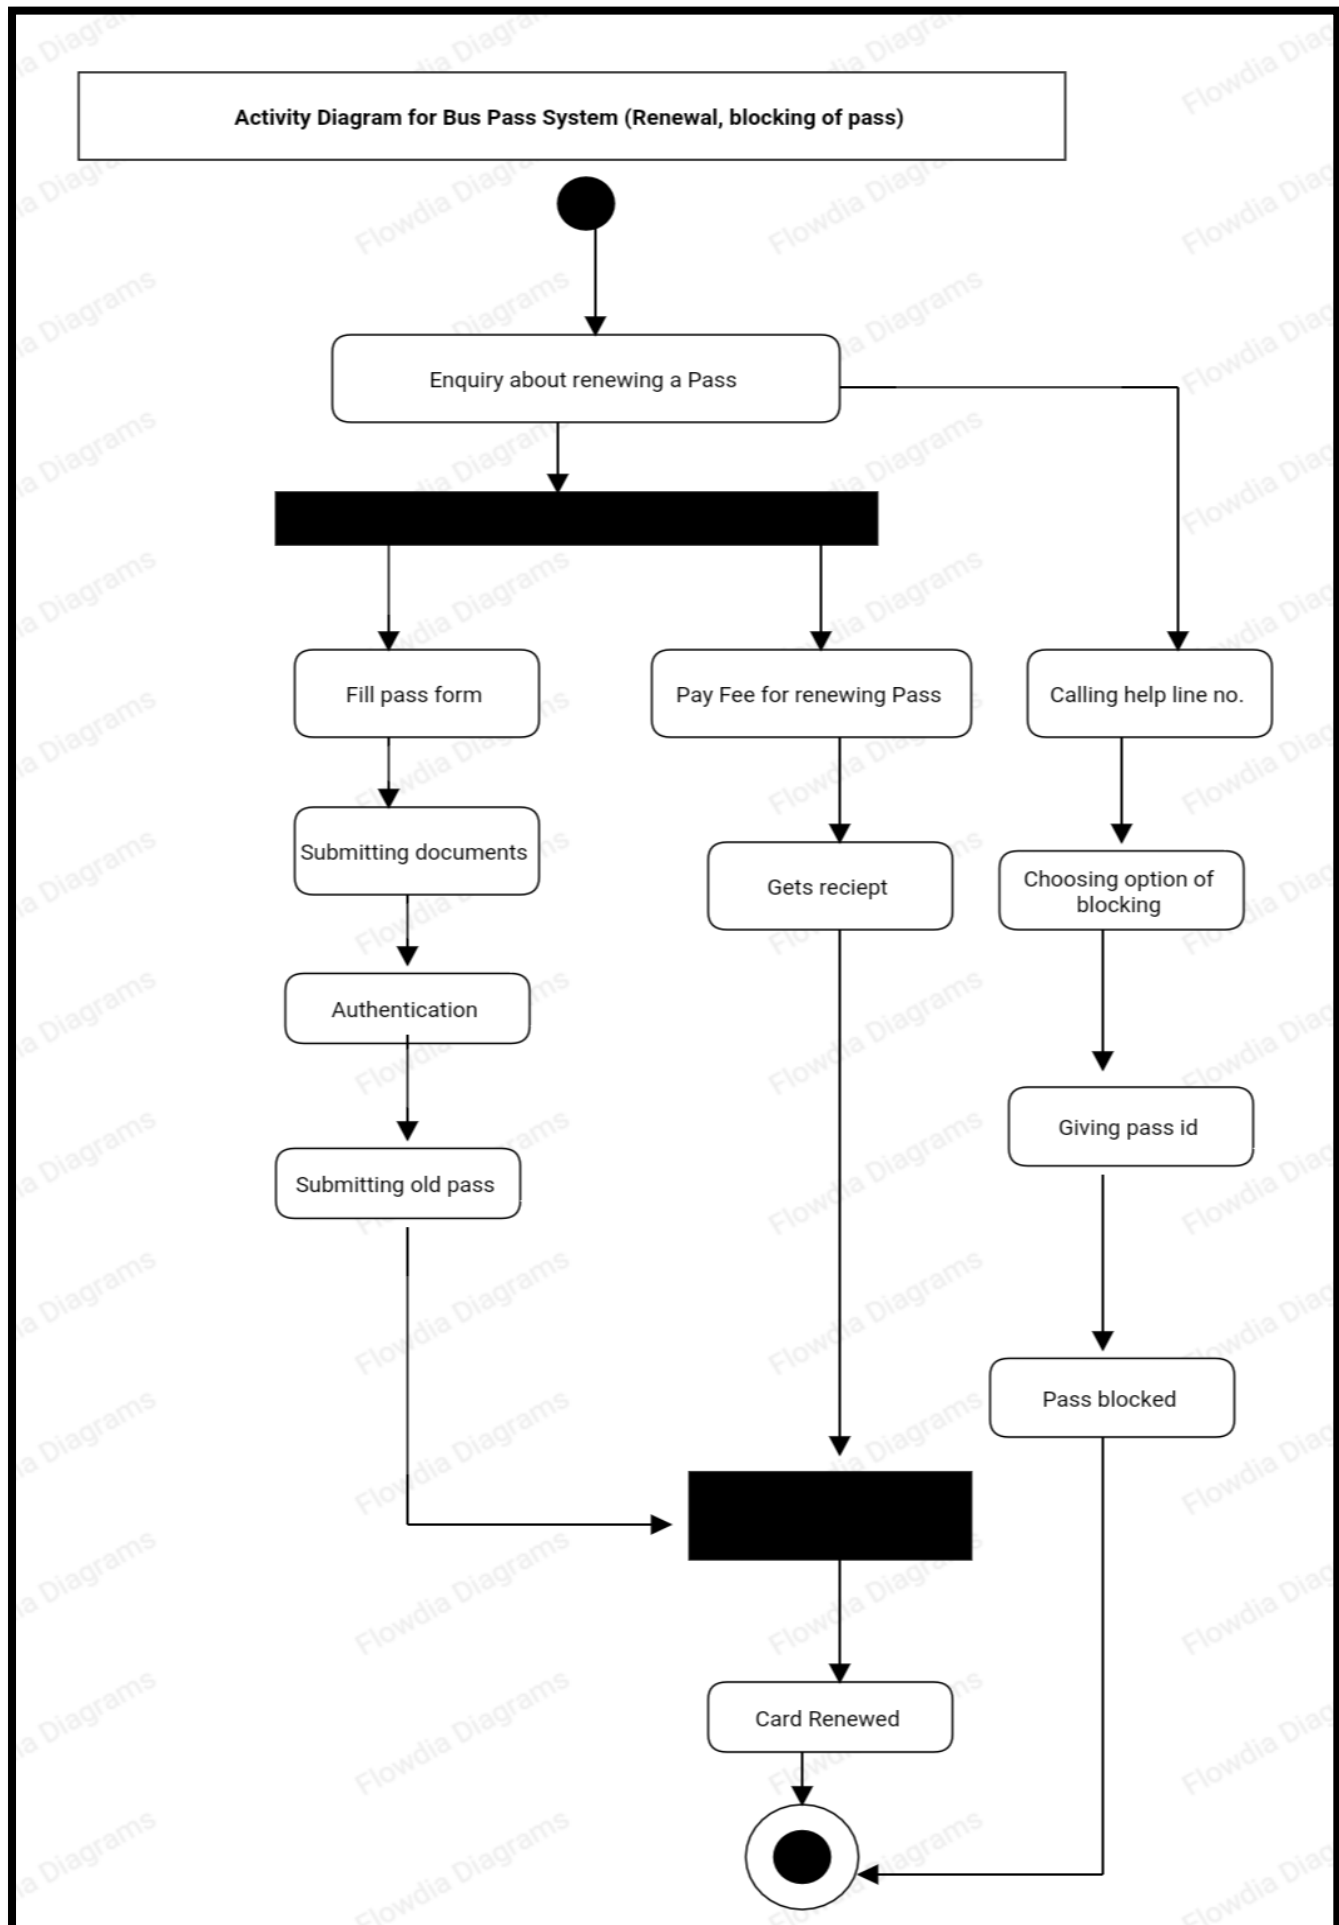 Activity Diagram for Bus Pass System (Renewal, blocking of pass)
Enquiry about renewing a Pass
Fill pass form
Pay Fee for renewing Pass
Calling help line no.
Submitting documents
Gets reciept
Choosing option of
blocking
Authentication
Giving pass id
Submitting old pass
Pass blocked
Card Renewed
Flowdia Diagrams